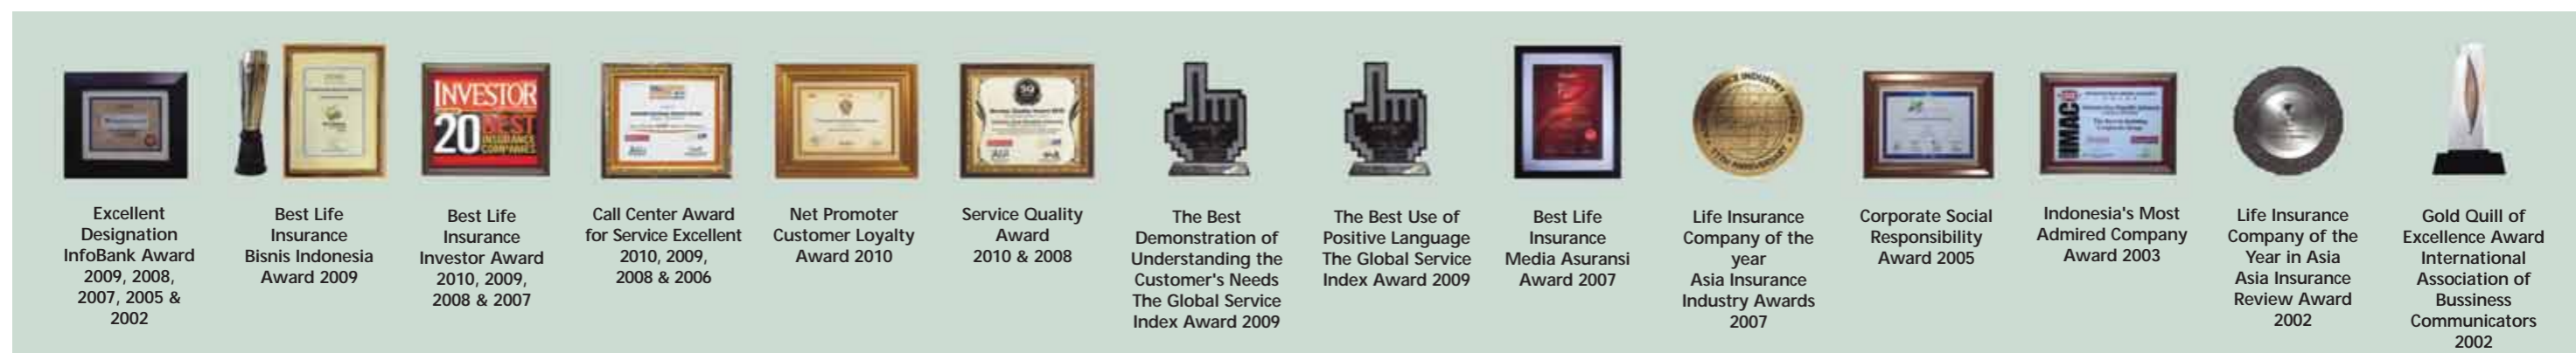 INVESTOR
20 BEST
INSURANCE
COMPANIES
SQ
INDUSTRY
11TH ANNIVERSARY
IMAC
Excellent
Designation
InfoBank Award
2009, 2008,
2007, 2005 &
2002
Best Life
Insurance
Bisnis Indonesia
Award 2009
Best Life
Insurance
Investor Award
2010, 2009,
2008 & 2007
Call Center Award
for Service Excellent
2010, 2009,
2008 & 2006
Net Promoter
Customer Loyalty
Award 2010
Service Quality
Award
2010 & 2008
The Best
Demonstration of
Understanding the
Customer's Needs
The Global Service
Index Award 2009
The Best Use of
Positive Language
The Global Service
Index Award 2009
Best Life
Insurance
Media Asuransi
Award 2007
Life Insurance
Company of the
year
Asia Insurance
Industry Awards
2007
Corporate Social
Responsibility
Award 2005
Indonesia's Most
Admired Company
Award 2003
Life Insurance
Company of the
Year in Asia
Asia Insurance
Review Award
2002
Gold Quill of
Excellence Award
International
Association of
Bussiness
Communicators
2002